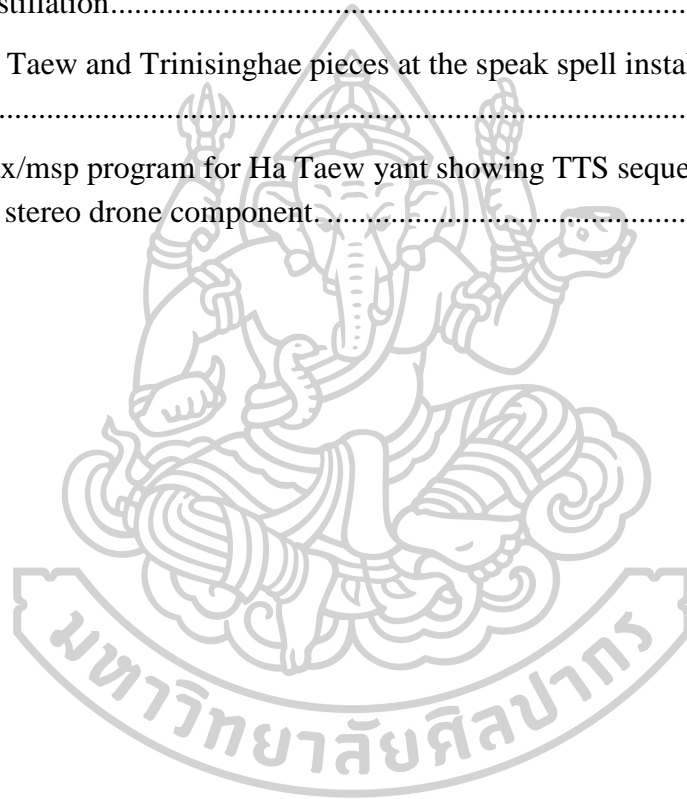 stillation.......................................................................................
Taew and Trinisinghae pieces at the speak spell instal
.......................................................................................................
x/msp program for Ha Taew yant showing TTS seque
stereo drone component. .......................................................
มหาวิทยาลัยศิลปากร